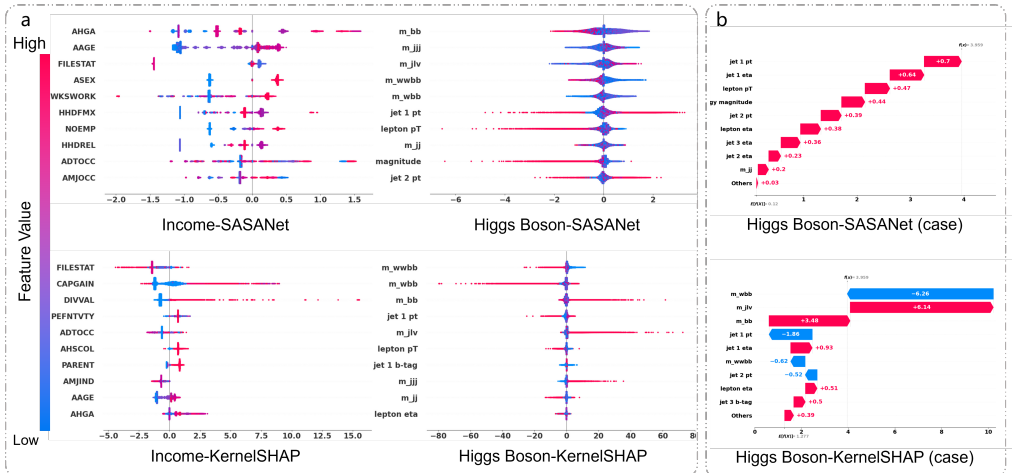 a
High
Feature Value
Low
AHGA
AAGE
FILESTAT
ASEX
WKSWORK
HHDFMX
NOEMP
HHDREL
ADTOCC
AMJOCC
−2.0 −1.5 −1.0 −0.5 0.0 0.5 1.0 1.5
Income-SASANet
m_bb
m_jjj
m_jlv
m_wwbb
m_wbb
jet 1 pt
lepton pT
m_jj
magnitude
jet 2 pt
−6 −4 −2 0 2
Higgs Boson-SASANet
FILESTAT
CAPGAIN
DIVVAL
PEFNTVTY
ADTOCC
AHSCOL
PARENT
AMJIND
AAGE
AHGA
−5.0 −2.5 0.0 2.5 5.0 7.5 10.0 12.5 15.0
Income-KernelSHAP
m_wwbb
m_wbb
m_bb
jet 1 pt
m_jlv
lepton pT
jet 1 b-tag
m_jjj
m_jj
lepton eta
−80 −60 −40 −20 0 20 40 60
Higgs Boson-KernelSHAP
b
jet 1 pt +0.7
jet 1 eta +0.64
lepton pT +0.47
gy magnitude +0.44
jet 2 pt +0.39
lepton eta +0.38
jet 3 eta +0.36
jet 2 eta +0.23
m_jj +0.2
Others +0.03
1 2 3 4
Higgs Boson-SASANet (case)
m_wbb −6.26
m_jlv +6.14
m_bb +3.48
jet 1 pt −1.86
jet 1 eta +0.93
m_wwbb −0.62
jet 2 pt −0.52
lepton eta +0.51
jet 3 b-tag +0.5
Others +0.39
0 2 4 6 8 10
Higgs Boson-KernelSHAP (case)